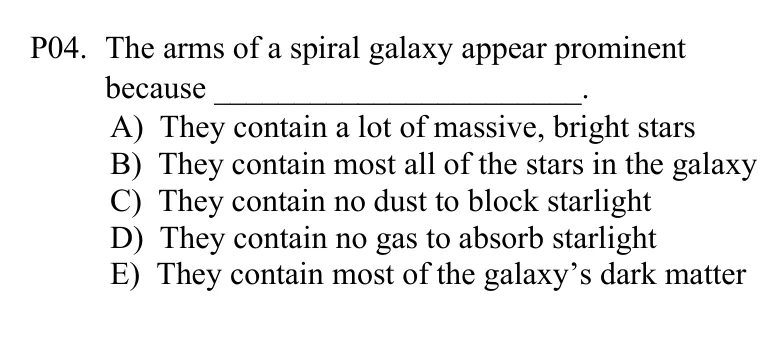 P04. The arms of a spiral galaxy appear prominent
because ______________________.
A) They contain a lot of massive, bright stars
B) They contain most all of the stars in the galaxy
C) They contain no dust to block starlight
D) They contain no gas to absorb starlight
E) They contain most of the galaxy’s dark matter